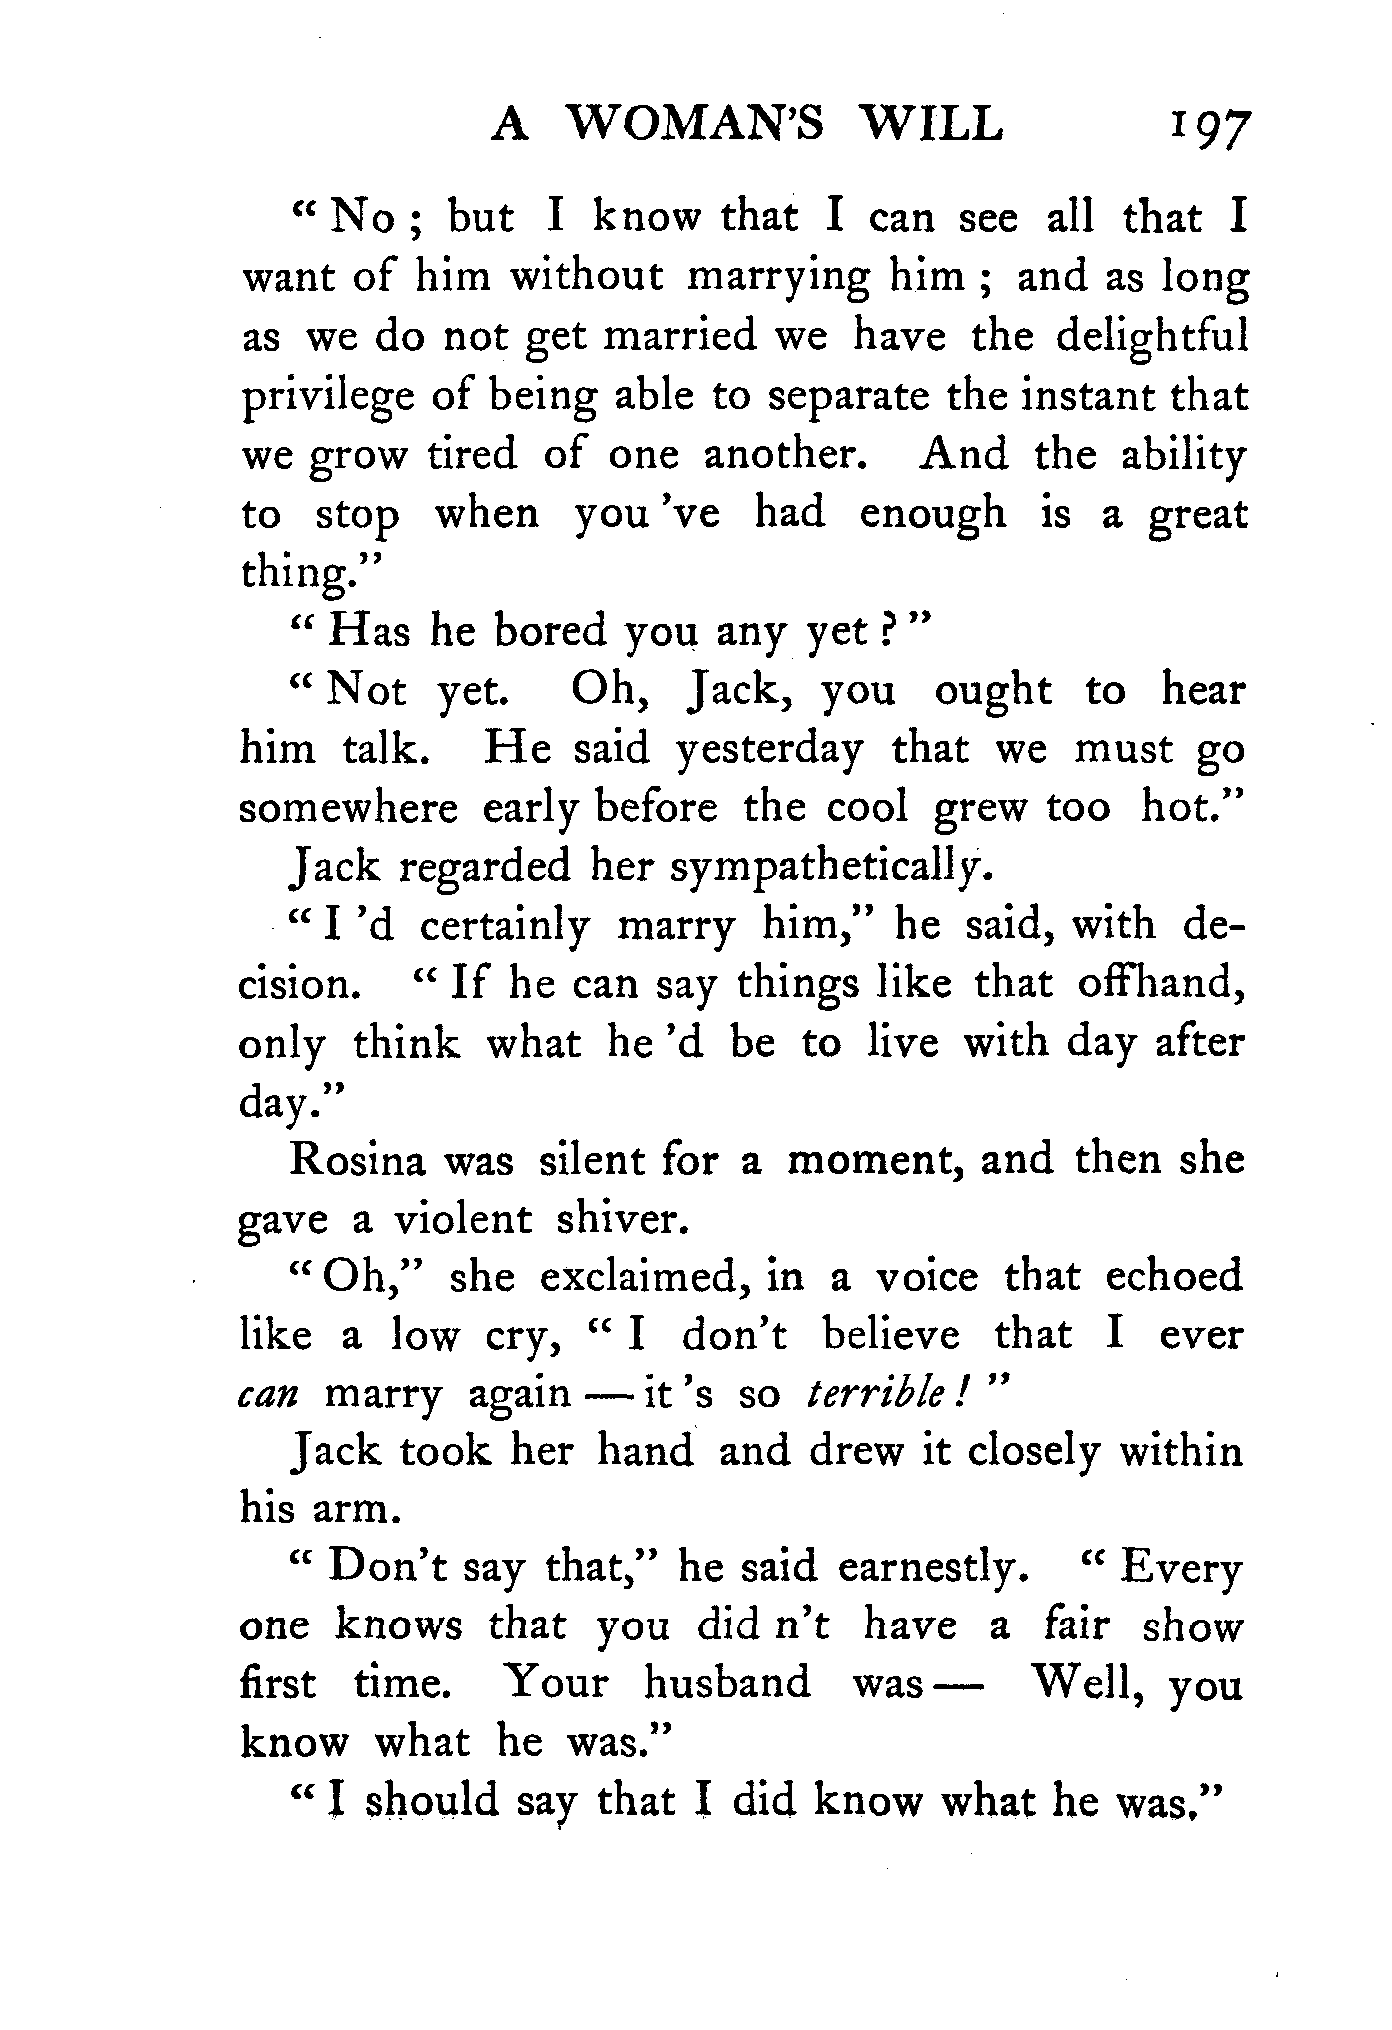 A WOMAN'S WILL 197
“ No ; but I know that I can see all that I
want of him without marrying him ; and as long
as we do not get married we have the delightful
privilege of being able to separate the instant that
we grow tired of one another. And the ability
to stop when you 've had enough is a great
thing.”
“ Has he bored you any yet ? ”
“ Not yet. Oh, Jack, you ought to hear
him talk. He said yesterday that we must go
somewhere early before the cool grew too hot.”
Jack regarded her sympathetically.
“ I 'd certainly marry him,” he said, with de-
cision. “ If he can say things like that offhand,
only think what he 'd be to live with day after
day.”
Rosina was silent for a moment, and then she
gave a violent shiver.
“ Oh,” she exclaimed, in a voice that echoed
like a low cry, “ I don't believe that I ever
can marry again — it 's so terrible ! ”
Jack took her hand and drew it closely within
his arm.
“ Don't say that,” he said earnestly. “ Every
one knows that you did n't have a fair show
first time. Your husband was — Well, you
know what he was.”
“ I should say that I did know what he was.”